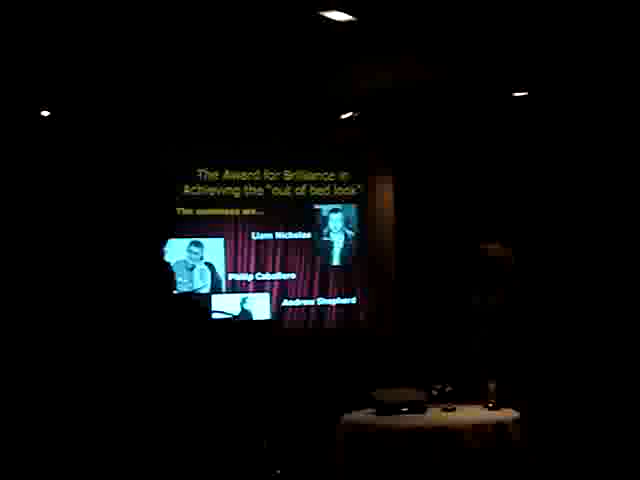 The Award for Brilliance in
Achieving the "out of bed look"
The nominees are...
Liam Nicholas
Phillip Caballero
Andrew Shepherd